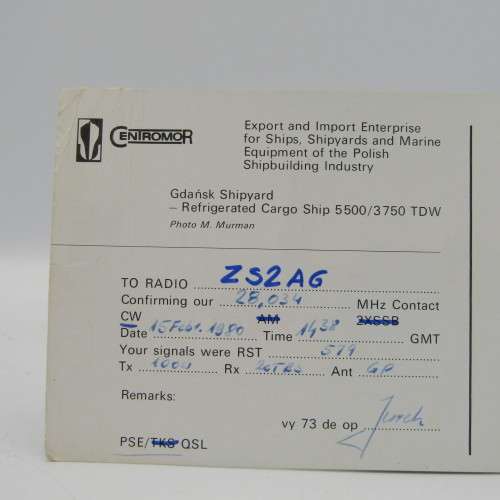 CENTROMOR
Export and Import Enterprise
for Ships, Shipyards and Marine
Equipment of the Polish
Shipbuilding Industry
Gdańsk Shipyard
– Refrigerated Cargo Ship 5500/3750 TDW
Photo M. Murman
TO RADIO ZS2AG
Confirming our 28,034 MHz Contact
CW AM 2XSSB
Date 15 Febr. 1980 Time 1438 GMT
Your signals were RST 579
Tx 100W Rx Ant GP
Remarks:
vy 73 de op Jurek
PSE/TKS QSL